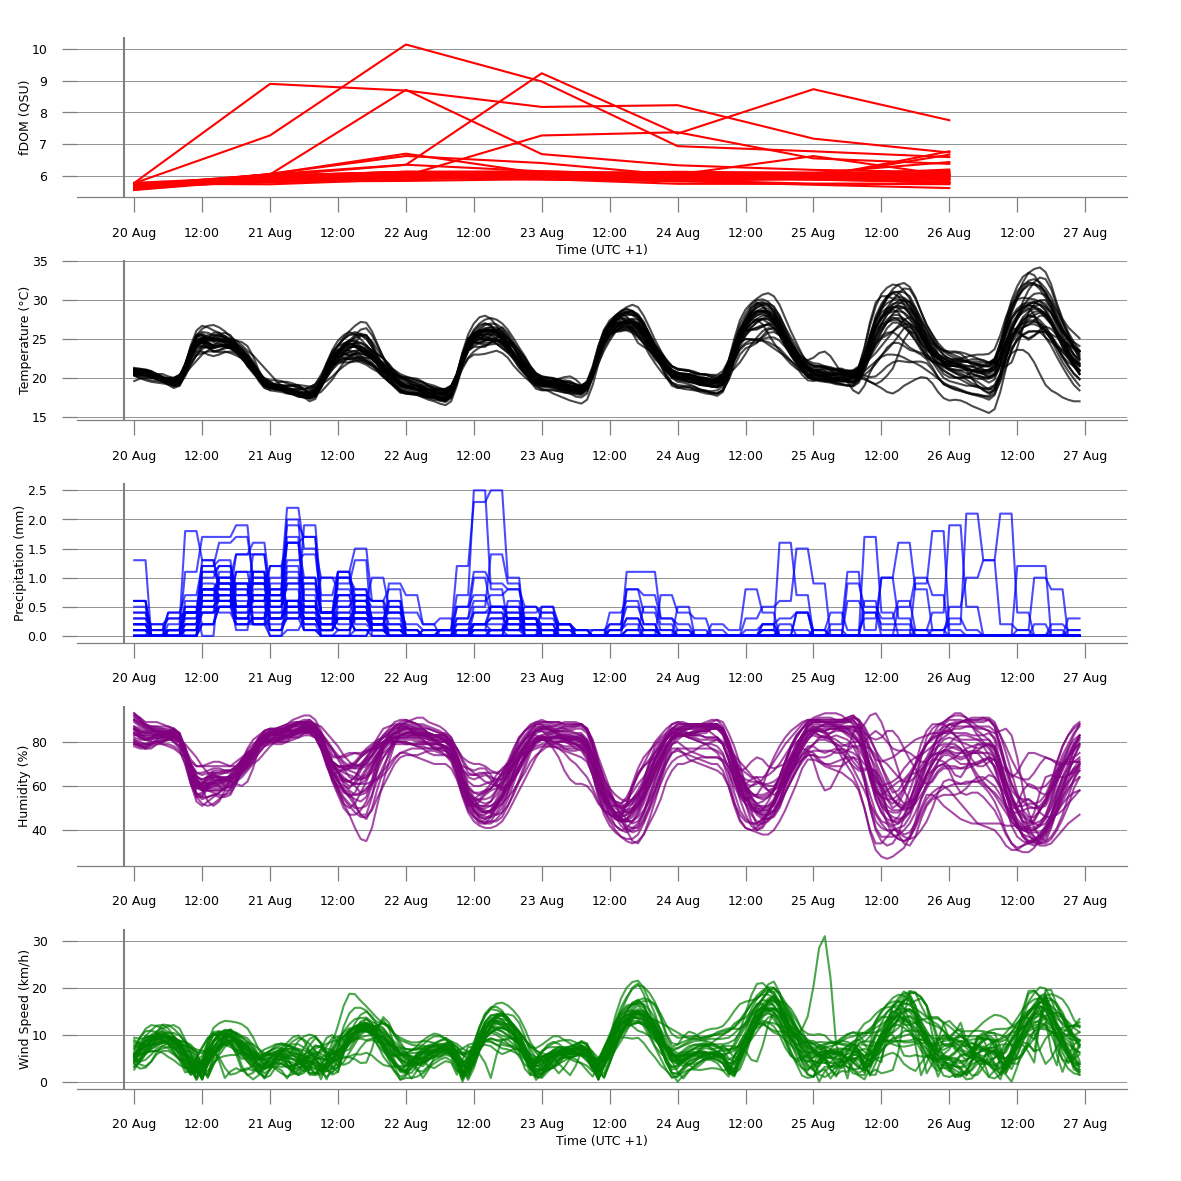 10
9
8
7
6
fDOM (QSU)
20 Aug 12:00 21 Aug 12:00 22 Aug 12:00 23 Aug 12:00 24 Aug 12:00 25 Aug 12:00 26 Aug 12:00 27 Aug
Time (UTC +1)
35
30
25
20
15
Temperature (°C)
20 Aug 12:00 21 Aug 12:00 22 Aug 12:00 23 Aug 12:00 24 Aug 12:00 25 Aug 12:00 26 Aug 12:00 27 Aug
2.5
2.0
1.5
1.0
0.5
0.0
Precipitation (mm)
20 Aug 12:00 21 Aug 12:00 22 Aug 12:00 23 Aug 12:00 24 Aug 12:00 25 Aug 12:00 26 Aug 12:00 27 Aug
80
60
40
Humidity (%)
20 Aug 12:00 21 Aug 12:00 22 Aug 12:00 23 Aug 12:00 24 Aug 12:00 25 Aug 12:00 26 Aug 12:00 27 Aug
30
20
10
0
Wind Speed (km/h)
20 Aug 12:00 21 Aug 12:00 22 Aug 12:00 23 Aug 12:00 24 Aug 12:00 25 Aug 12:00 26 Aug 12:00 27 Aug
Time (UTC +1)